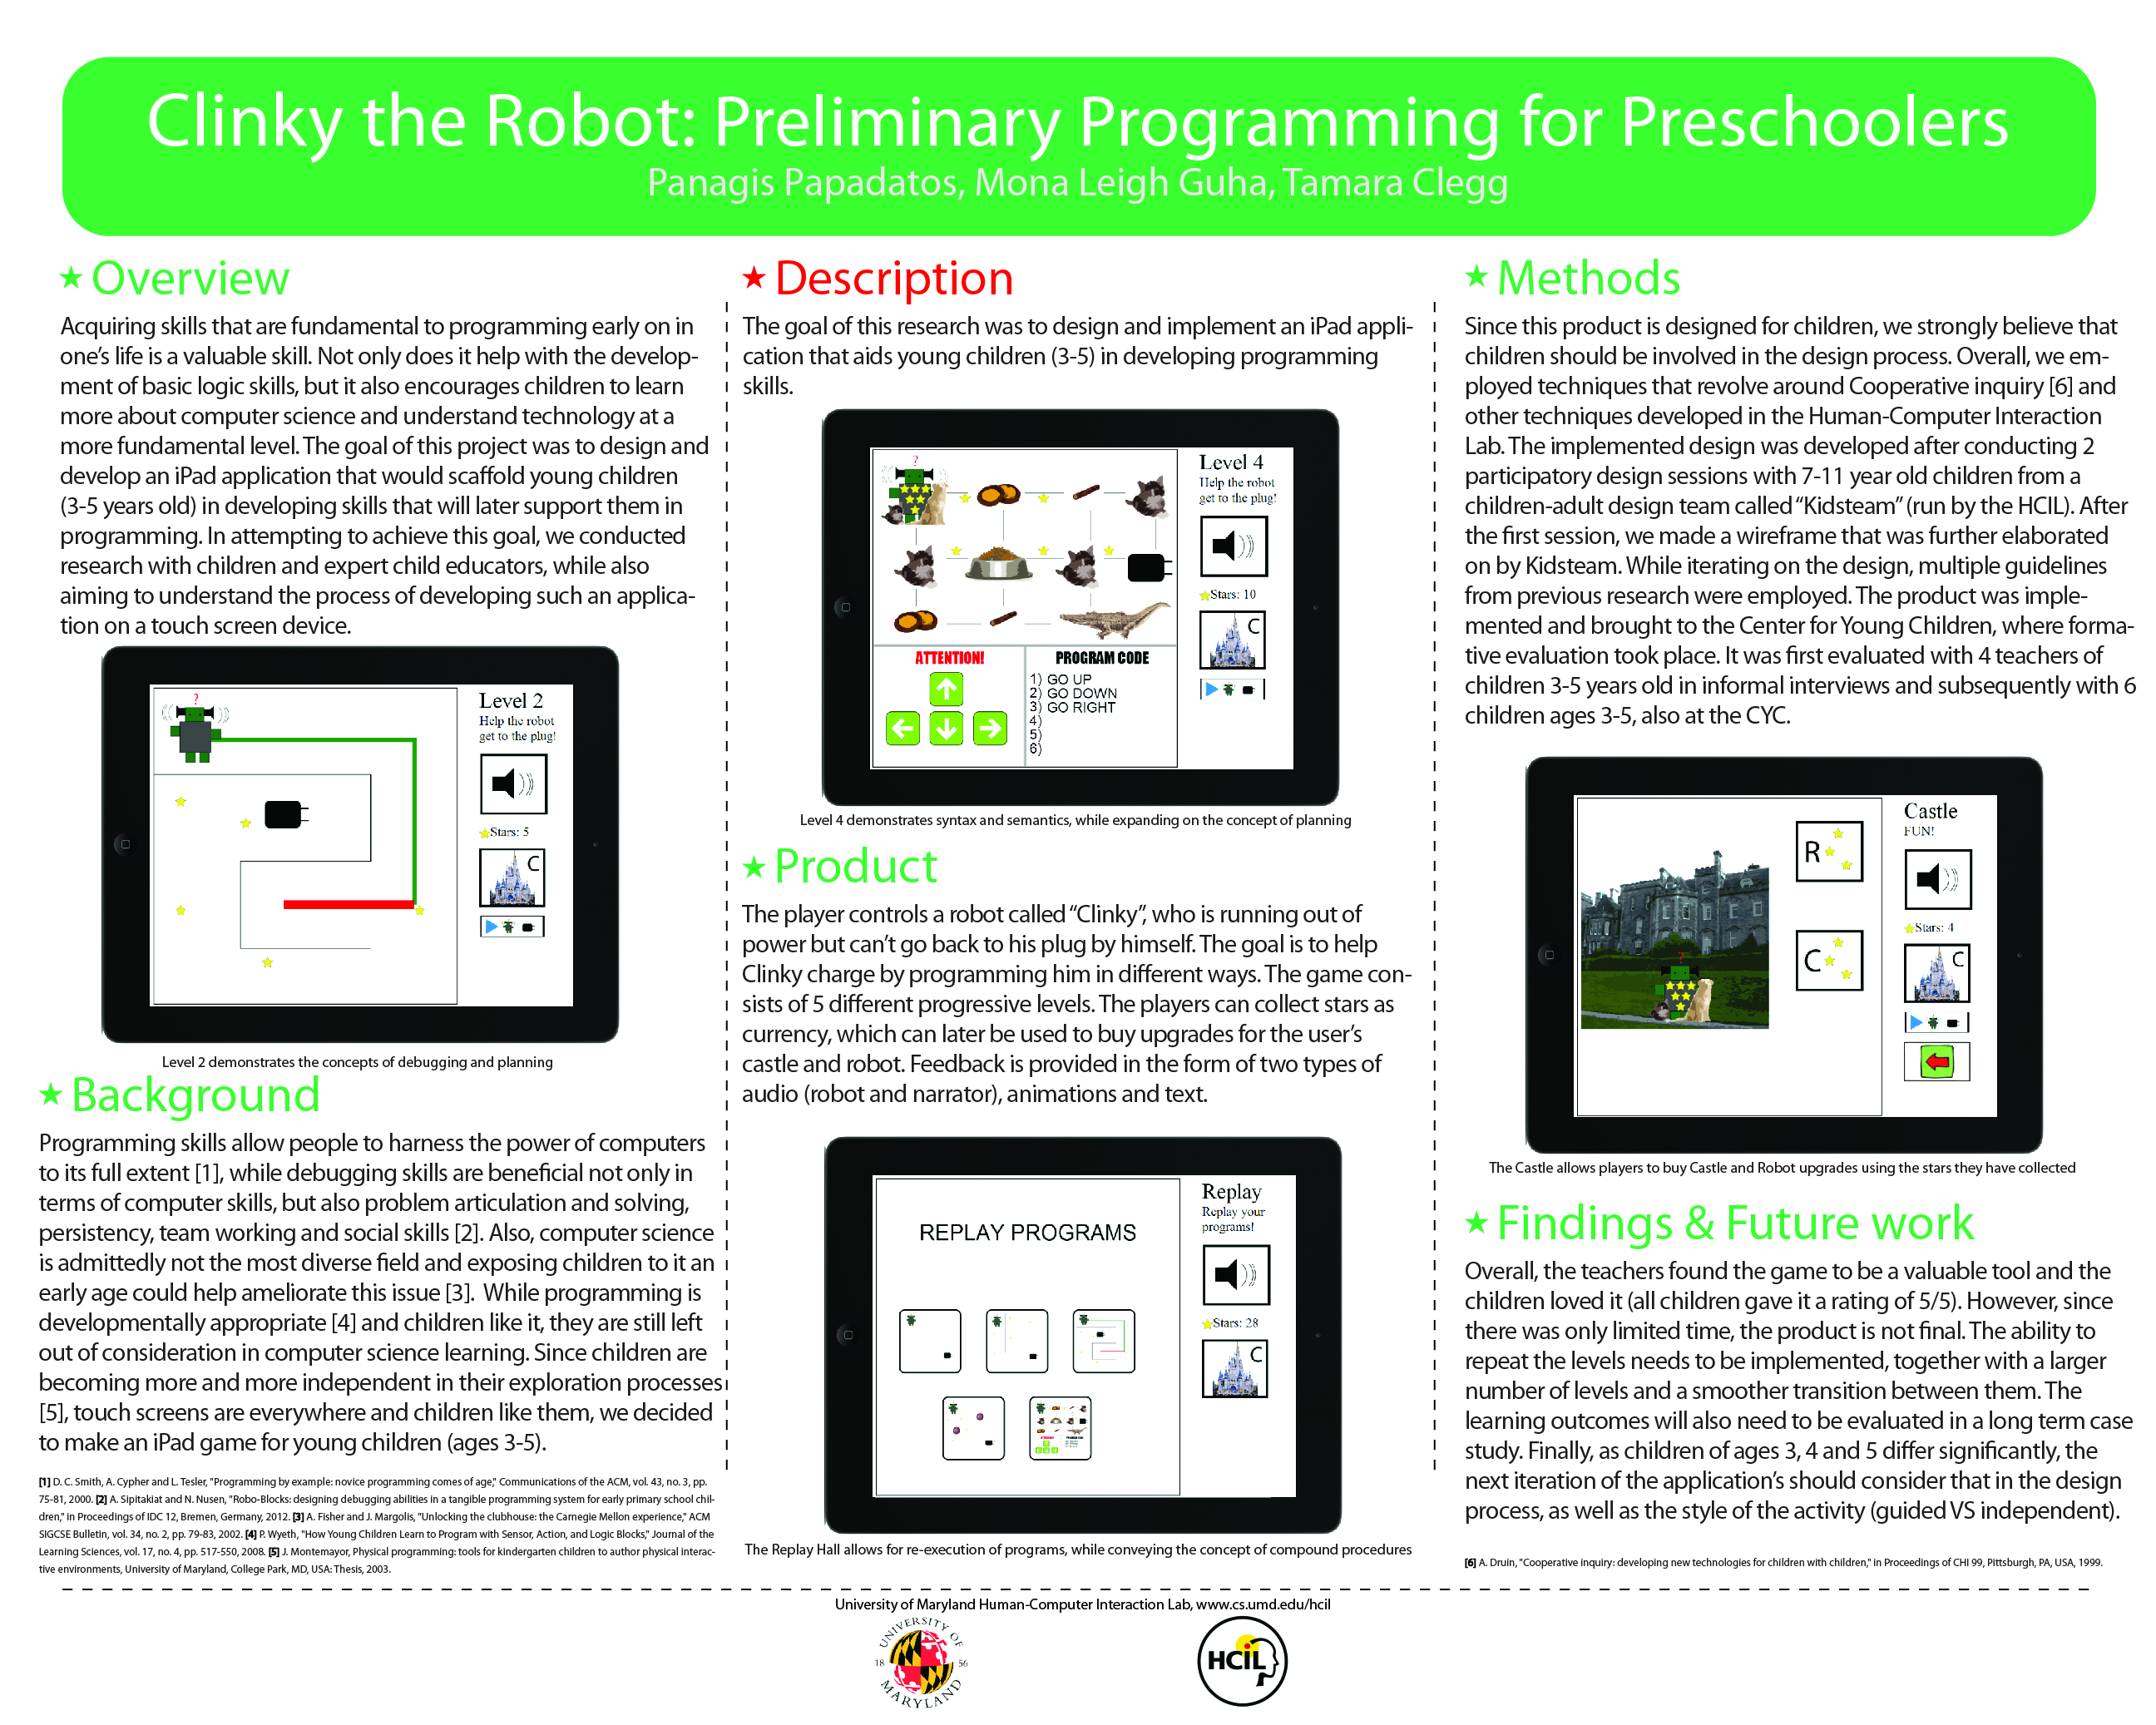 Clinky the Robot: Preliminary Programming for Preschoolers
Panagis Papadatos, Mona Leigh Guha, Tamara Clegg
Overview
Acquiring skills that are fundamental to programming early on in
one's life is a valuable skill. Not only does it help with the develop-
ment of basic logic skills, but it also encourages children to learn
more about computer science and understand technology at a
more fundamental level. The goal of this project was to design and
develop an iPad application that would scaffold young children
(3-5 years old) in developing skills that will later support them in
programming. In attempting to achieve this goal, we conducted
research with children and expert child educators, while also
aiming to understand the process of developing such an applica-
tion on a touch screen device.
?
Level 2
Help the robot
get to the plug!
Stars: 5
C
Level 2 demonstrates the concepts of debugging and planning
Background
Programming skills allow people to harness the power of computers
to its full extent [1], while debugging skills are beneficial not only in
terms of computer skills, but also problem articulation and solving,
persistency, team working and social skills [2]. Also, computer science
is admittedly not the most diverse field and exposing children to it an
early age could help ameliorate this issue [3].  While programming is
developmentally appropriate [4] and children like it, they are still left
out of consideration in computer science learning. Since children are
becoming more and more independent in their exploration processes
[5], touch screens are everywhere and children like them, we decided
to make an iPad game for young children (ages 3-5).
[1] D. C. Smith, A. Cypher and L. Tesler, "Programming by example: novice programming comes of age," Communications of the ACM, vol. 43, no. 3, pp.
75-81, 2000. [2] A. Sipitakiat and N. Nusen, "Robo-Blocks: designing debugging abilities in a tangible programming system for early primary school chil-
dren," in Proceedings of IDC 12, Bremen, Germany, 2012. [3] A. Fisher and J. Margolis, "Unlocking the clubhouse: the Carnegie Mellon experience," ACM
SIGCSE Bulletin, vol. 34, no. 2, pp. 79-83, 2002. [4] P. Wyeth, "How Young Children Learn to Program with Sensor, Action, and Logic Blocks," Journal of the
Learning Sciences, vol. 17, no. 4, pp. 517-550, 2008. [5] J. Montemayor, Physical programming: tools for kindergarten children to author physical interac-
tive environments, University of Maryland, College Park, MD, USA: Thesis, 2003.
Description
The goal of this research was to design and implement an iPad appli-
cation that aids young children (3-5) in developing programming
skills.
?
Level 4
Help the robot
get to the plug!
Stars: 10
C
ATTENTION!
PROGRAM CODE
1) GO UP
2) GO DOWN
3) GO RIGHT
4)
5)
6)
Level 4 demonstrates syntax and semantics, while expanding on the concept of planning
Product
The player controls a robot called “Clinky”, who is running out of
power but can't go back to his plug by himself. The goal is to help
Clinky charge by programming him in different ways. The game con-
sists of 5 different progressive levels. The players can collect stars as
currency, which can later be used to buy upgrades for the user's
castle and robot. Feedback is provided in the form of two types of
audio (robot and narrator), animations and text.
REPLAY PROGRAMS
Replay
Replay your
programs!
Stars: 28
C
The Replay Hall allows for re-execution of programs, while conveying the concept of compound procedures
Methods
Since this product is designed for children, we strongly believe that
children should be involved in the design process. Overall, we em-
ployed techniques that revolve around Cooperative inquiry [6] and
other techniques developed in the Human-Computer Interaction
Lab. The implemented design was developed after conducting 2
participatory design sessions with 7-11 year old children from a
children-adult design team called “Kidsteam” (run by the HCIL). After
the first session, we made a wireframe that was further elaborated
on by Kidsteam. While iterating on the design, multiple guidelines
from previous research were employed. The product was imple-
mented and brought to the Center for Young Children, where forma-
tive evaluation took place. It was first evaluated with 4 teachers of
children 3-5 years old in informal interviews and subsequently with 6
children ages 3-5, also at the CYC.
?
R
C
Castle
FUN!
Stars: 4
C
The Castle allows players to buy Castle and Robot upgrades using the stars they have collected
Findings & Future work
Overall, the teachers found the game to be a valuable tool and the
children loved it (all children gave it a rating of 5/5). However, since
there was only limited time, the product is not final. The ability to
repeat the levels needs to be implemented, together with a larger
number of levels and a smoother transition between them. The
learning outcomes will also need to be evaluated in a long term case
study. Finally, as children of ages 3, 4 and 5 differ significantly, the
next iteration of the application's should consider that in the design
process, as well as the style of the activity (guided VS independent).
[6] A. Druin, "Cooperative inquiry: developing new technologies for children with children," in Proceedings of CHI 99, Pittsburgh, PA, USA, 1999.
University of Maryland Human-Computer Interaction Lab, www.cs.umd.edu/hcil
UNIVERSITY OF
18 56
MARYLAND
HCIL